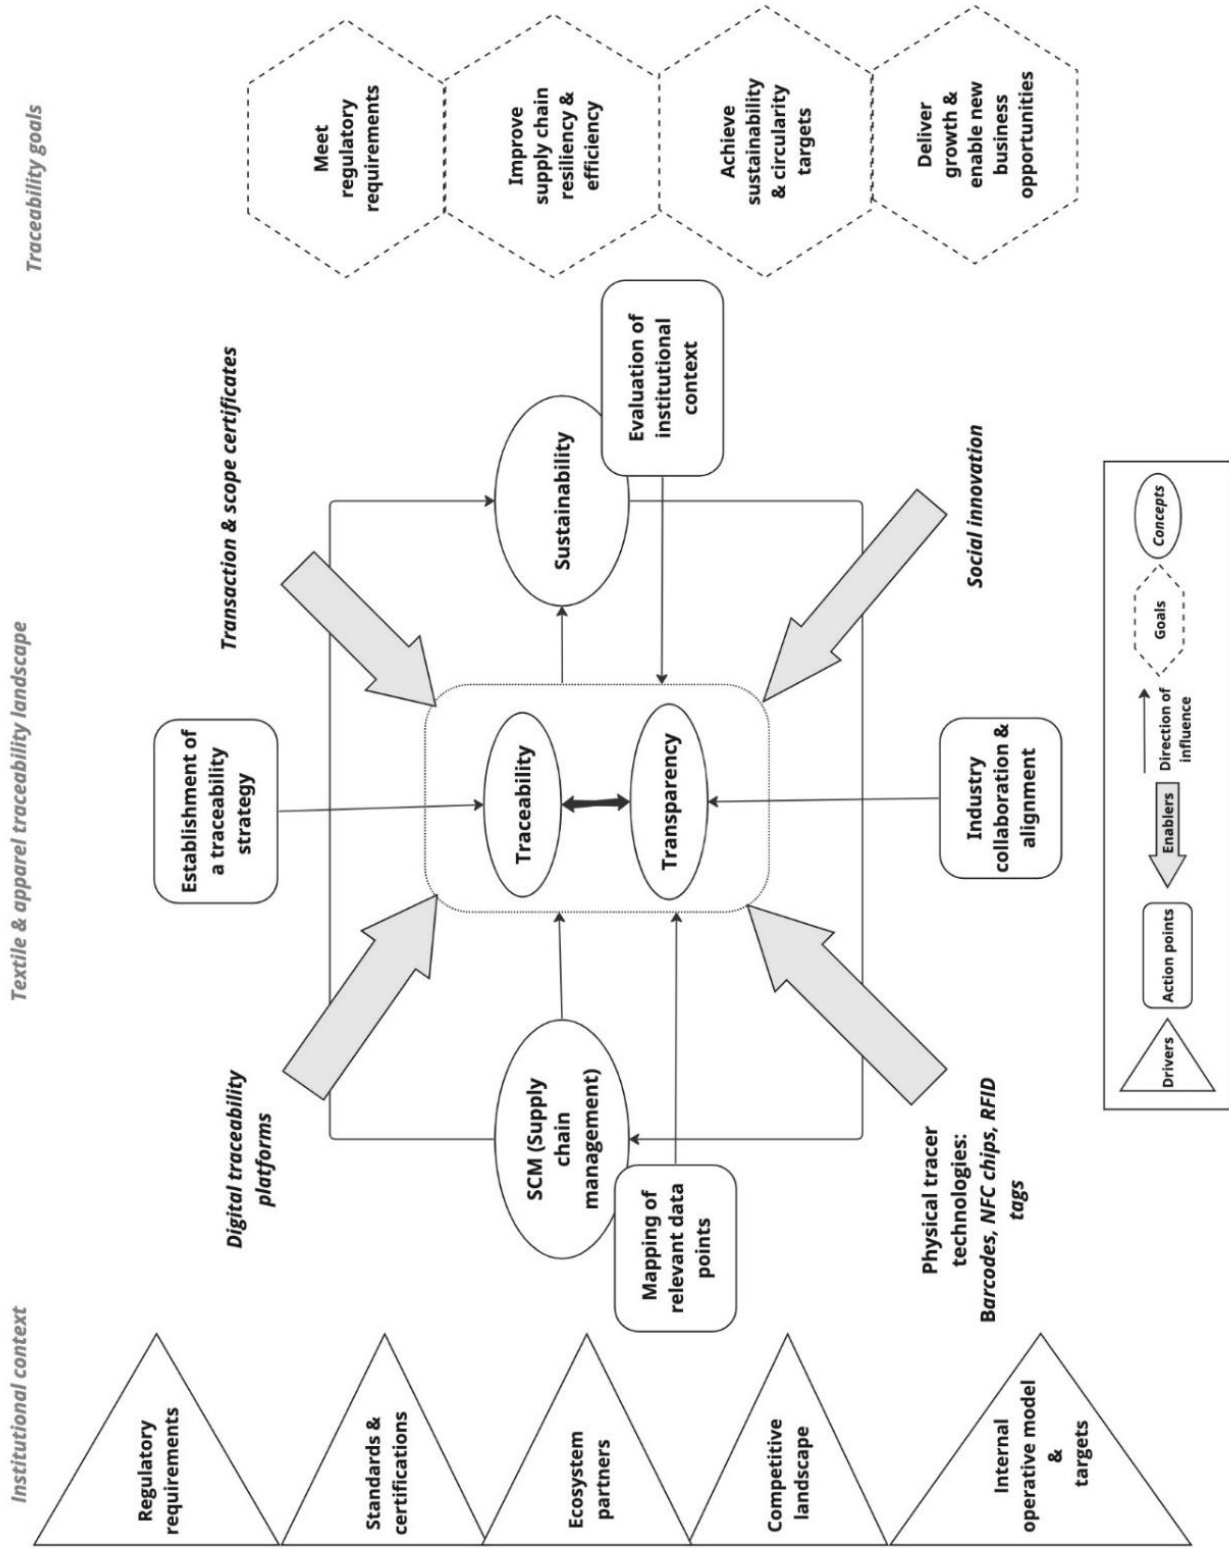 Institutional context
Textile & apparel traceability landscape
Traceability goals
Regulatory
requirements
Standards &
certifications
Ecosystem
partners
Competitive
landscape
Internal
operative model
&
targets
Digital traceability
platforms
Establishment of
a traceability
strategy
Transaction & scope certificates
SCM (Supply
chain
management)
Mapping of
relevant data
points
Traceability
Transparency
Sustainability
Evaluation of
institutional
context
Physical tracer
technologies:
Barcodes, NFC chips, RFID
tags
Industry
collaboration &
alignment
Social innovation
Meet
regulatory
requirements
Improve
supply chain
resiliency &
efficiency
Achieve
sustainability
& circularity
targets
Deliver
growth &
enable new
business
opportunities
Drivers
Action points
Enablers
Direction of
influence
Goals
Concepts